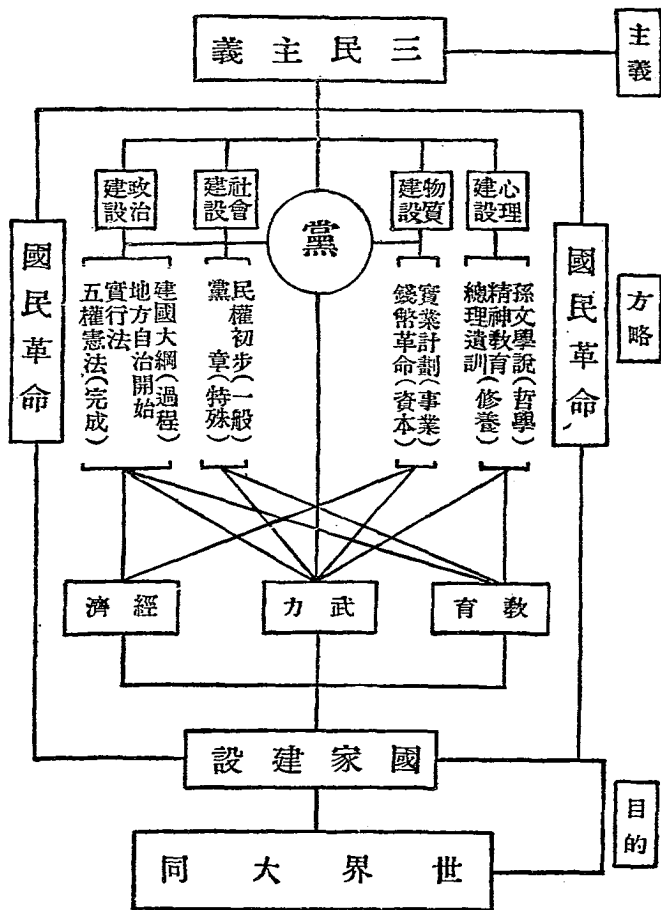 主義
三民主義
方略
國民革命
國民革命
心理
建設
物質
建設
黨
社會
建設
政治
建設
孫文學說(哲學)
精神教育
總理遺訓(修養)
實業計劃(事業)
錢幣革命(資本)
民權初步(一般)
黨章(特殊)
建國大綱(過程)
地方自治開始
實行法
五權憲法(完成)
教育
武力
經濟
目的
國家建設
世界大同